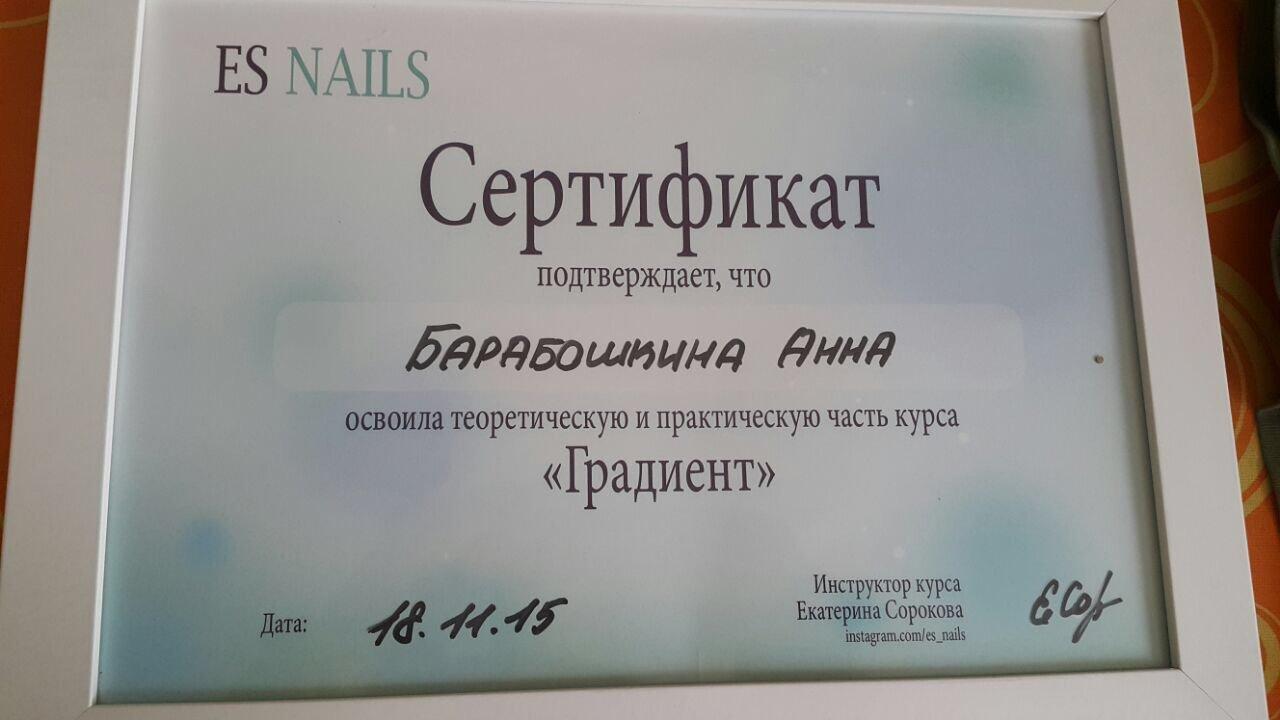 ES NAILS
Сертификат
подтверждает, что
БАРАБОШКИНА АННА
освоила теоретическую и практическую часть курса
«Градиент»
Дата: 18.11.15
Инструктор курса
Екатерина Сорокова
instagram.com/es_nails